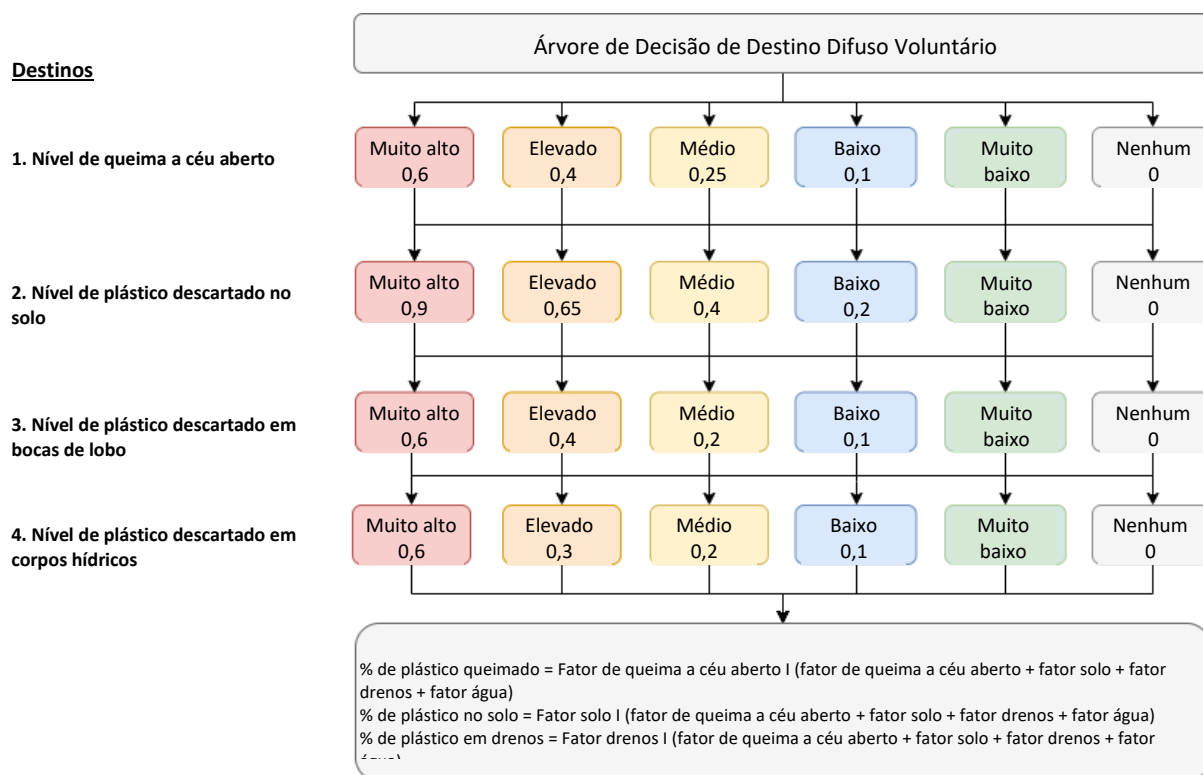 Árvore de Decisão de Destino Difuso Voluntário
Destinos
1. Nível de queima a céu aberto
Muito alto
0,6
Elevado
0,4
Médio
0,25
Baixo
0,1
Muito
baixo
Nenhum
0
2. Nível de plástico descartado no
solo
Muito alto
0,9
Elevado
0,65
Médio
0,4
Baixo
0,2
Muito
baixo
Nenhum
0
3. Nível de plástico descartado em
bocas de lobo
Muito alto
0,6
Elevado
0,4
Médio
0,2
Baixo
0,1
Muito
baixo
Nenhum
0
4. Nível de plástico descartado em
corpos hídricos
Muito alto
0,6
Elevado
0,3
Médio
0,2
Baixo
0,1
Muito
baixo
Nenhum
0
% de plástico queimado = Fator de queima a céu aberto I (fator de queima a céu aberto + fator solo + fator
drenos + fator água)
% de plástico no solo = Fator solo I (fator de queima a céu aberto + fator solo + fator drenos + fator água)
% de plástico em drenos = Fator drenos I (fator de queima a céu aberto + fator solo + fator drenos + fator